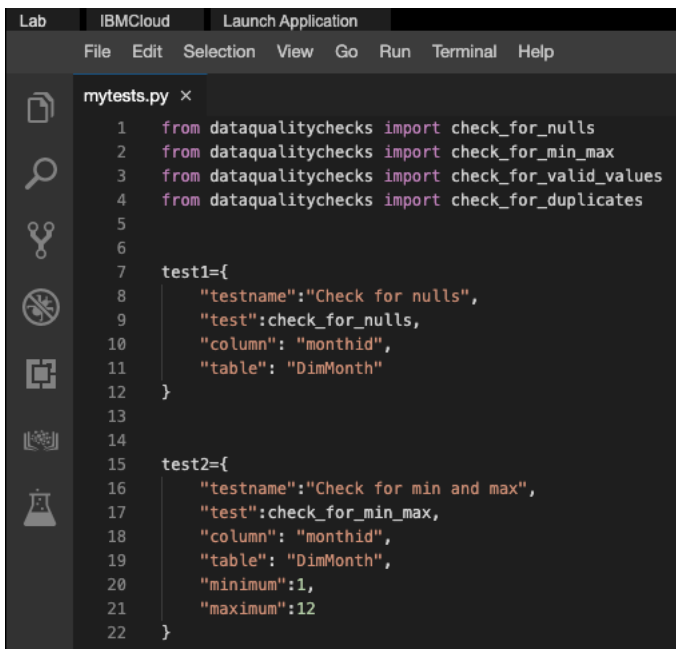 Lab IBMCloud Launch Application
File Edit Selection View Go Run Terminal Help
mytests.py ×
1 from dataqualitychecks import check_for_nulls
2 from dataqualitychecks import check_for_min_max
3 from dataqualitychecks import check_for_valid_values
4 from dataqualitychecks import check_for_duplicates
5
6
7 test1={
8     "testname":"Check for nulls",
9     "test":check_for_nulls,
10     "column": "monthid",
11     "table": "DimMonth"
12 }
13
14
15 test2={
16     "testname":"Check for min and max",
17     "test":check_for_min_max,
18     "column": "monthid",
19     "table": "DimMonth",
20     "minimum":1,
21     "maximum":12
22 }